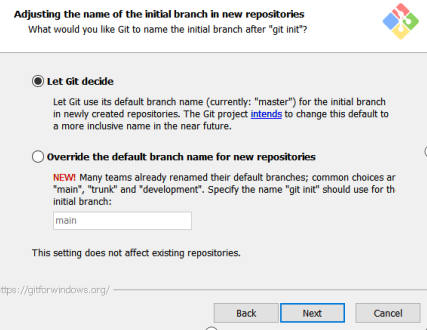 Adjusting the name of the initial branch in new repositories
What would you like Git to name the initial branch after "git init"?
Let Git decide
Let Git use its default branch name (currently: "master") for the initial branch
in newly created repositories. The Git project intends to change this default to
a more inclusive name in the near future.
Override the default branch name for new repositories
NEW! Many teams already renamed their default branches; common choices ar
"main", "trunk" and "development". Specify the name "git init" should use for th
initial branch:
main
This setting does not affect existing repositories.
ttps://gitforwindows.org/
Back Next Cancel